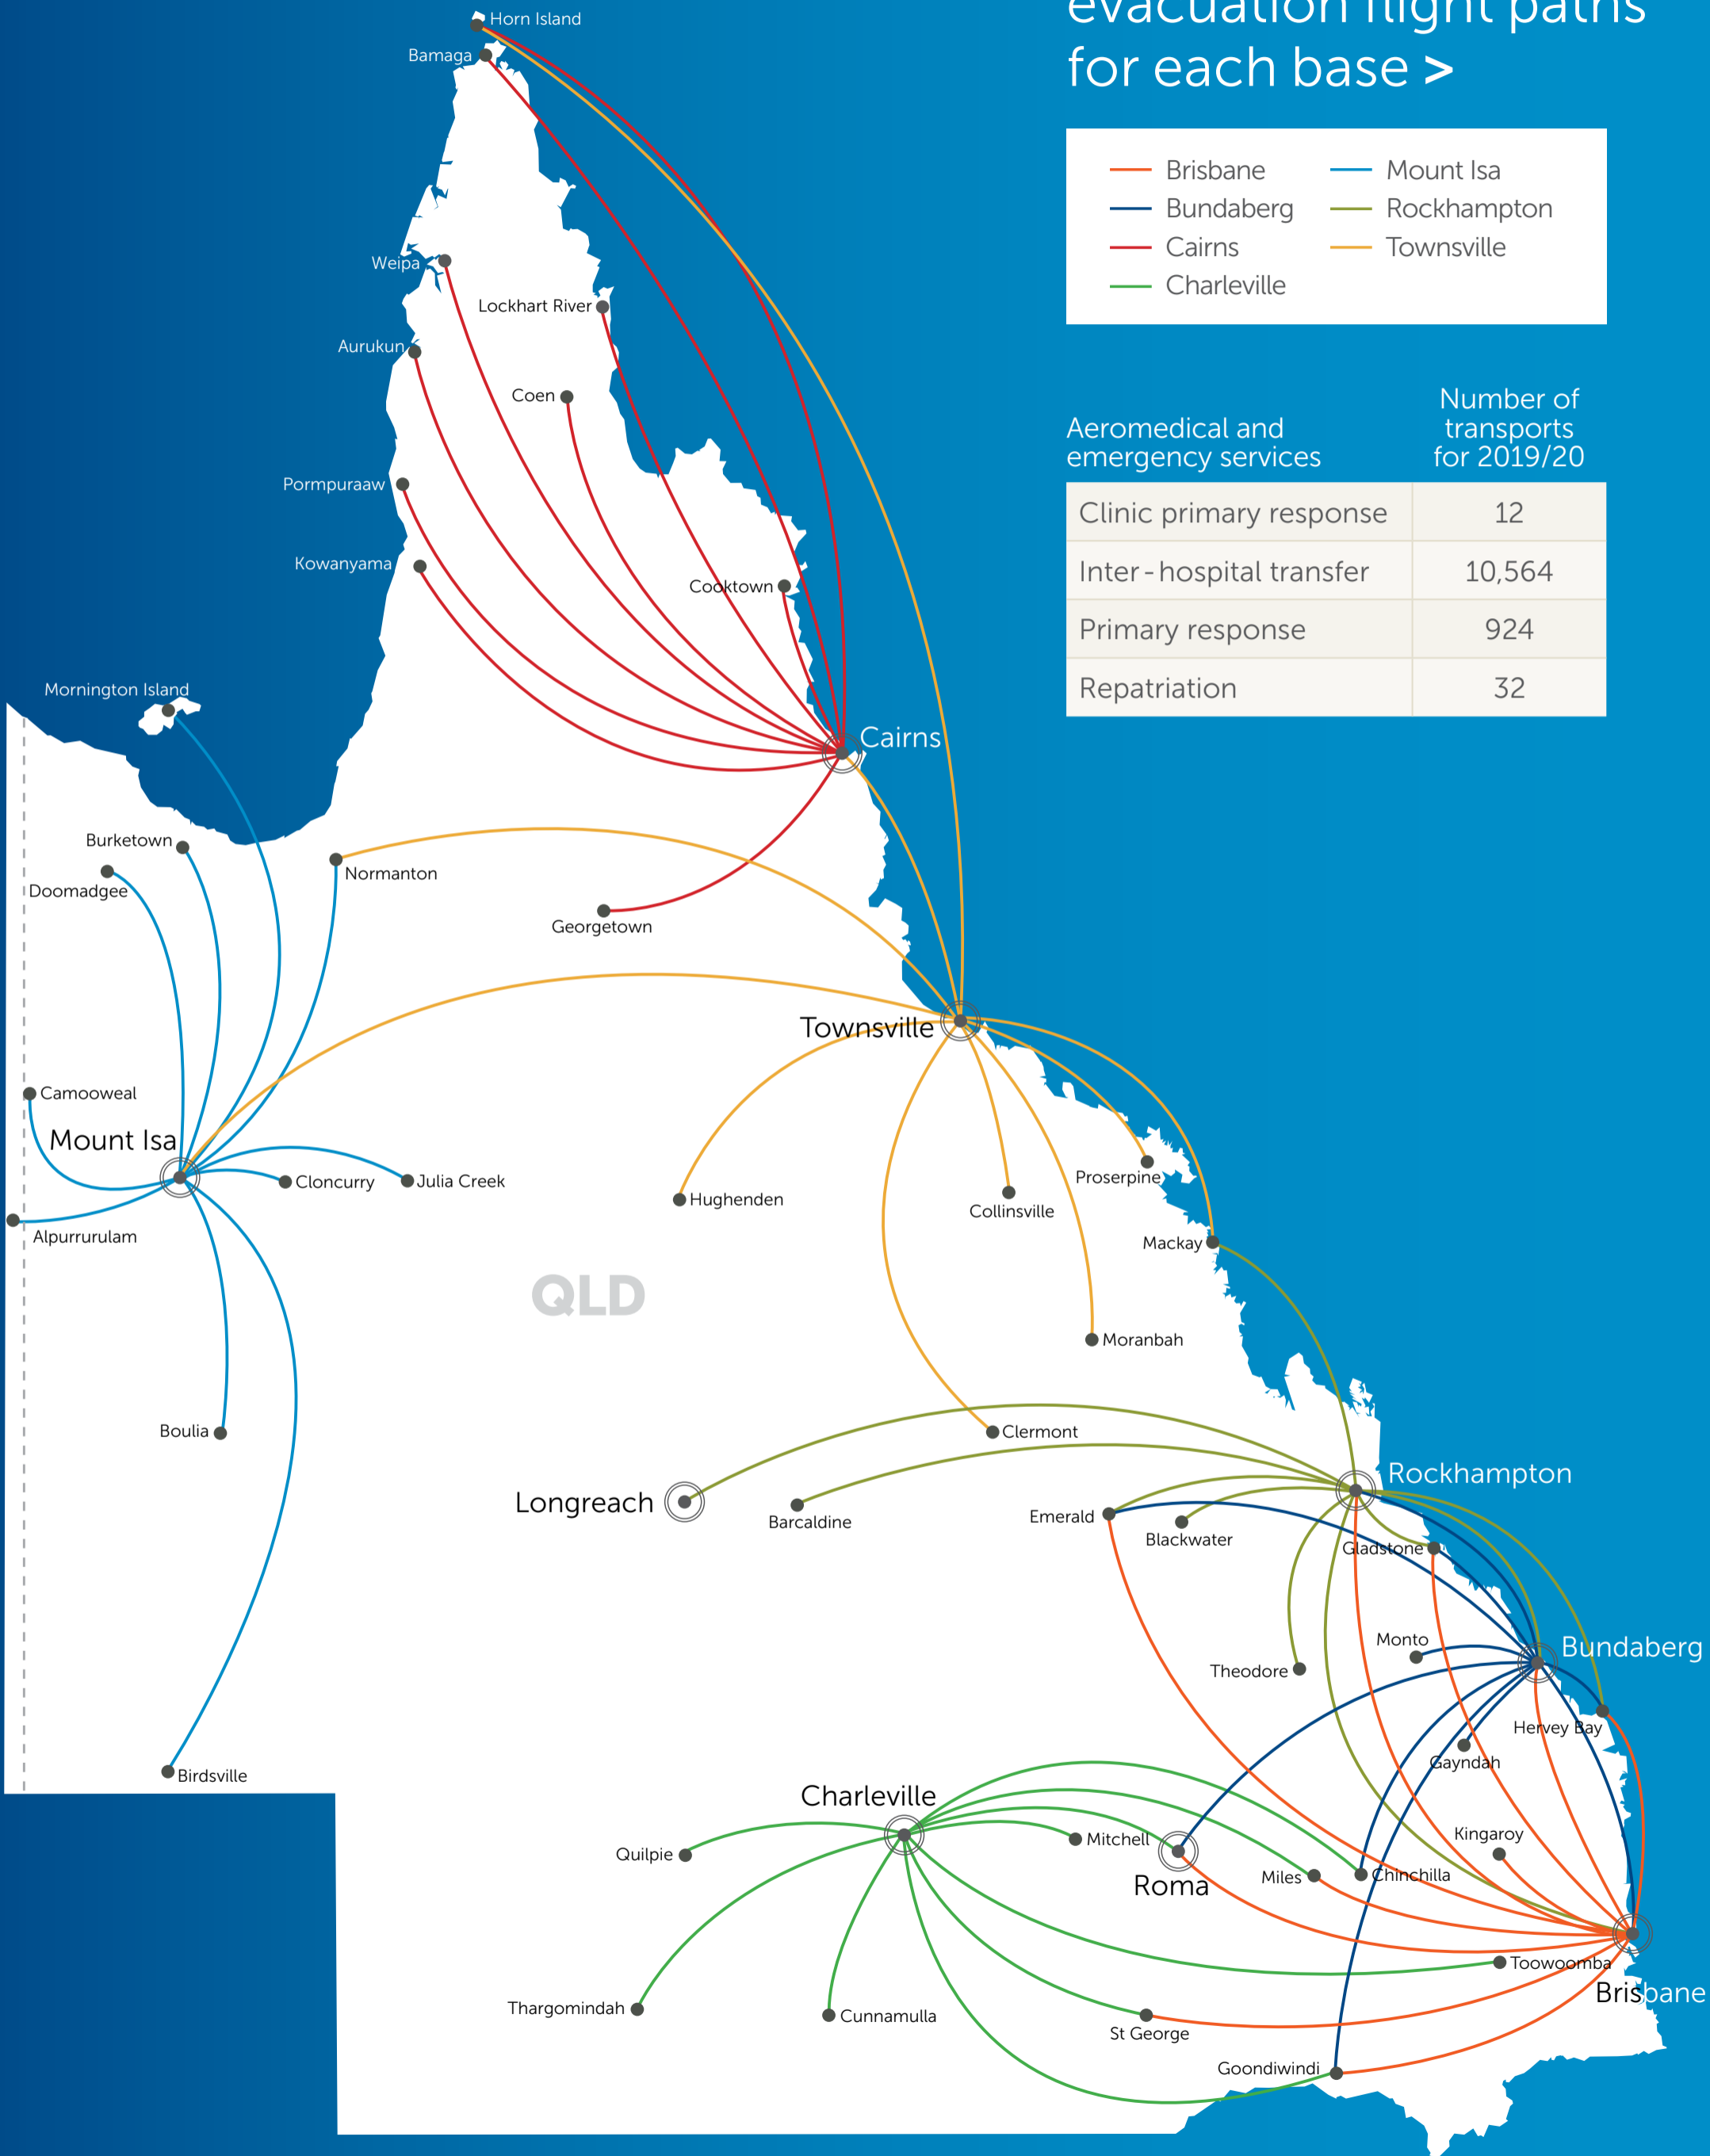 evacuation flight paths
for each base >
Brisbane
Bundaberg
Cairns
Charleville
Mount Isa
Rockhampton
Townsville
Aeromedical and
emergency services
Number of
transports
for 2019/20
Clinic primary response 12
Inter-hospital transfer 10,564
Primary response 924
Repatriation 32
Horn Island
Bamaga
Weipa
Lockhart River
Aurukun
Coen
Pormpuraaw
Kowanyama
Cooktown
Mornington Island
Cairns
Burketown
Doomadgee
Normanton
Georgetown
Townsville
Camooweal
Mount Isa
Cloncurry
Julia Creek
Hughenden
Collinsville
Proserpine
Alpurrurulam
Mackay
QLD
Moranbah
Boulia
Clermont
Longreach
Barcaldine
Emerald
Blackwater
Rockhampton
Gladstone
Monto
Bundaberg
Theodore
Hervey Bay
Gayndah
Birdsville
Charleville
Quilpie
Mitchell
Roma
Miles
Chinchilla
Kingaroy
Toowoomba
Brisbane
Thargomindah
Cunnamulla
St George
Goondiwindi